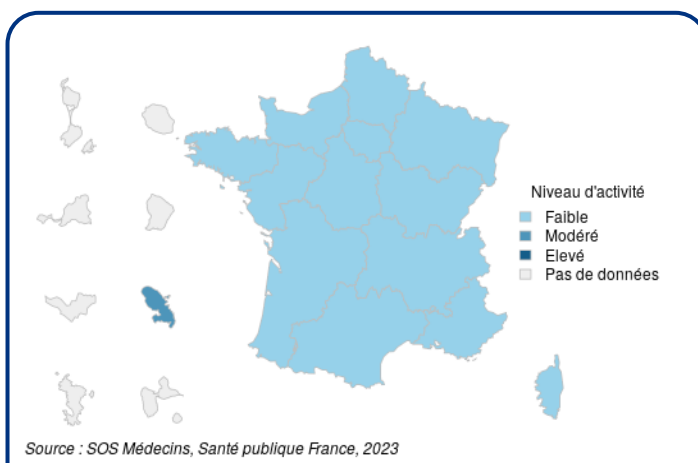 Niveau d'activité
Faible
Modéré
Elevé
Pas de données
Source : SOS Médecins, Santé publique France, 2023